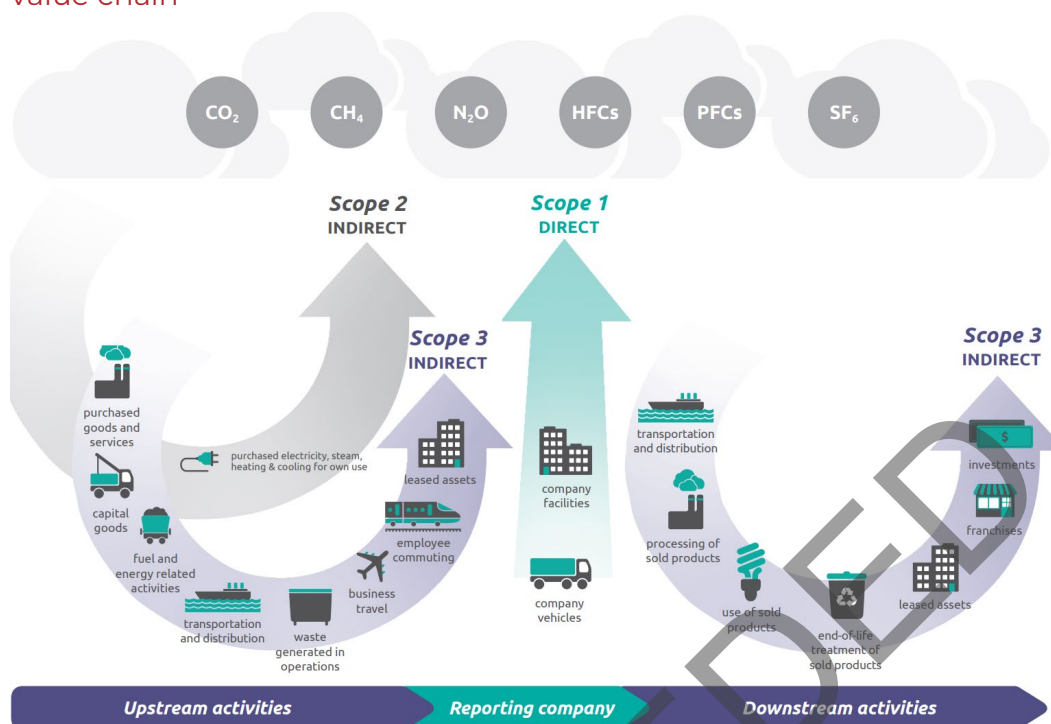 value chain
CO₂
CH₄
N₂O
HFCs
PFCs
SF₆
Scope 2
INDIRECT
Scope 1
DIRECT
Scope 3
INDIRECT
Scope 3
INDIRECT
purchased
goods and
services
capital
goods
fuel and
energy related
activities
purchased electricity, steam,
heating & cooling for own use
transportation
and distribution
waste
generated in
operations
business
travel
employee
commuting
leased assets
company
facilities
company
vehicles
transportation
and distribution
processing of
sold products
use of sold
products
end-of-life
treatment of
sold products
leased assets
franchises
investments
$
Upstream activities
Reporting company
Downstream activities